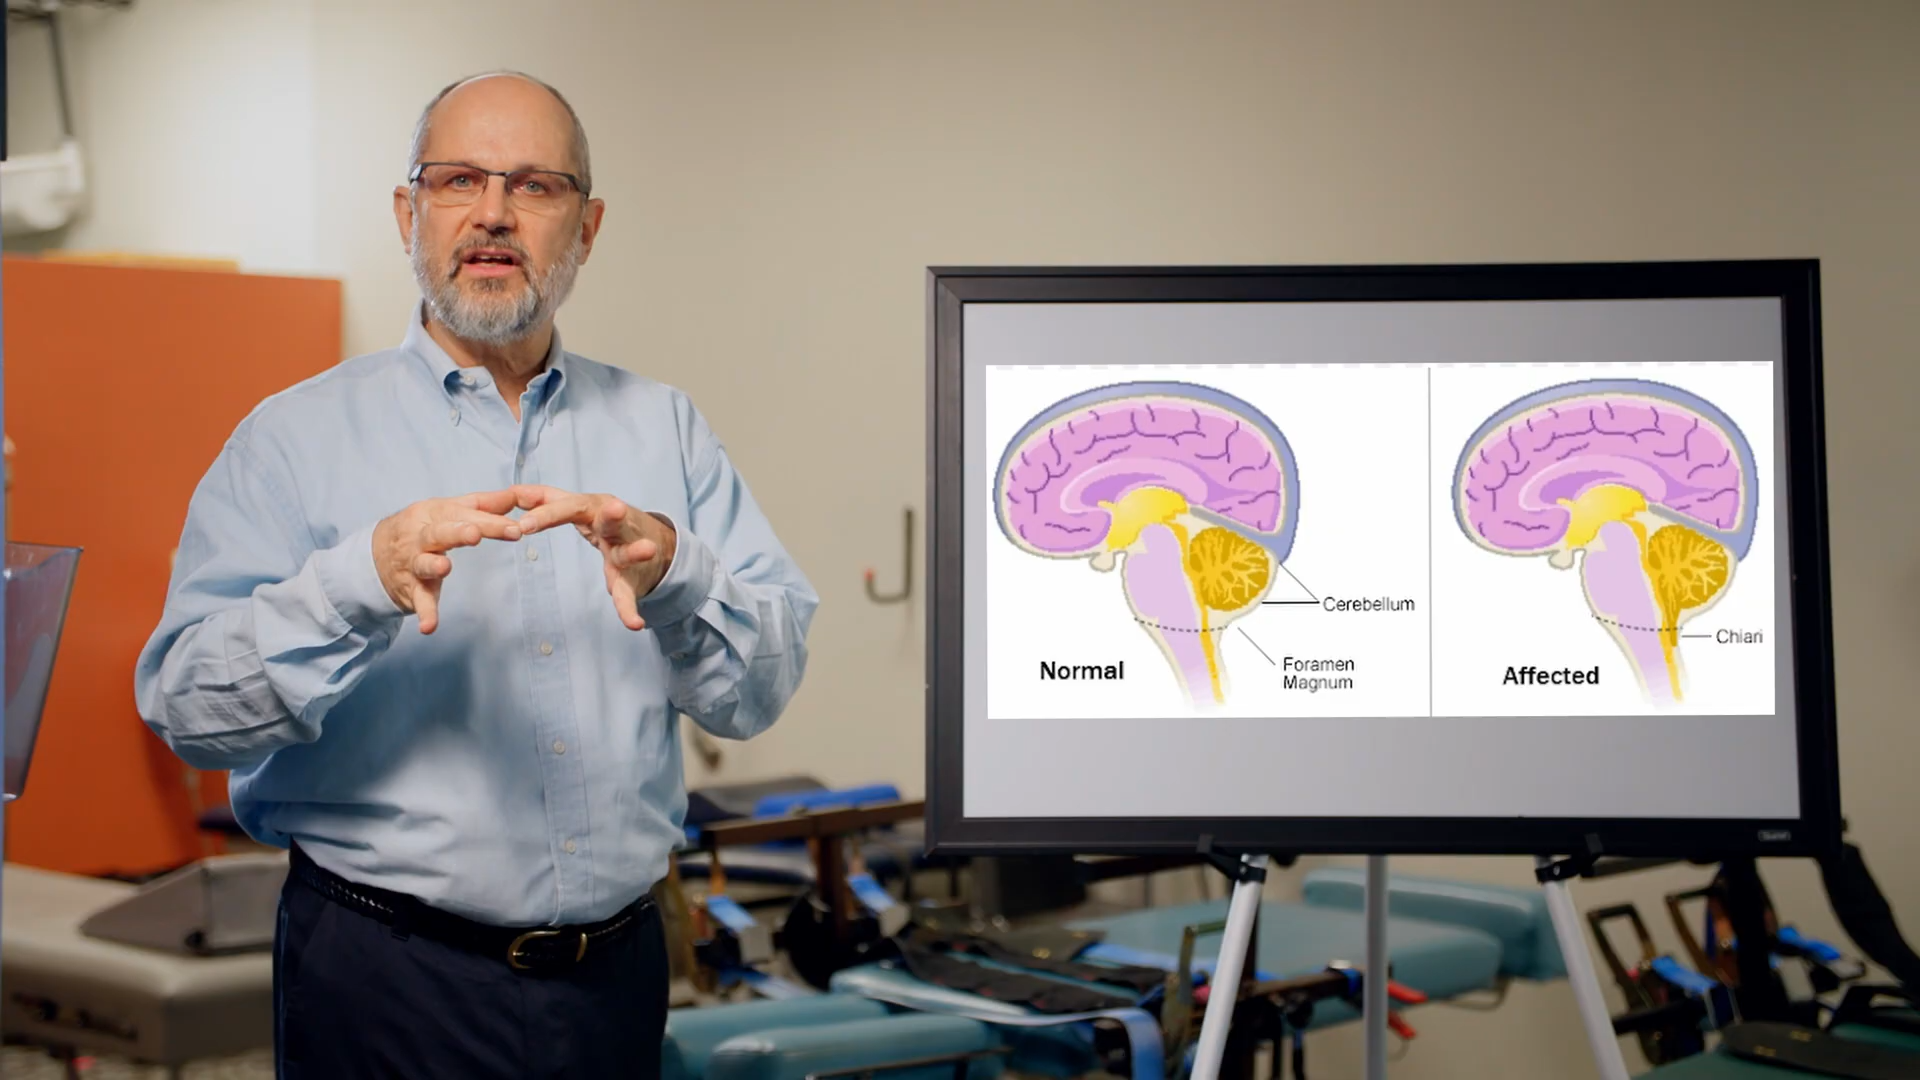 Cerebellum
Foramen
Magnum
Normal
Chiari
Affected